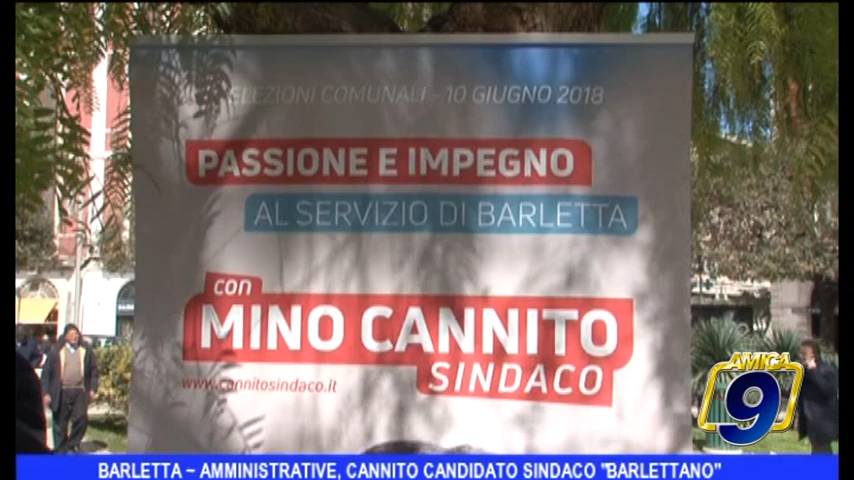 ELEZIONI COMUNALI - 10 GIUGNO 2018
PASSIONE E IMPEGNO
AL SERVIZIO DI BARLETTA
con
MINO CANNITO
SINDACO
www.cannitosindaco.it
AMICA
9
BARLETTA – AMMINISTRATIVE, CANNITO CANDIDATO SINDACO "BARLETTANO"